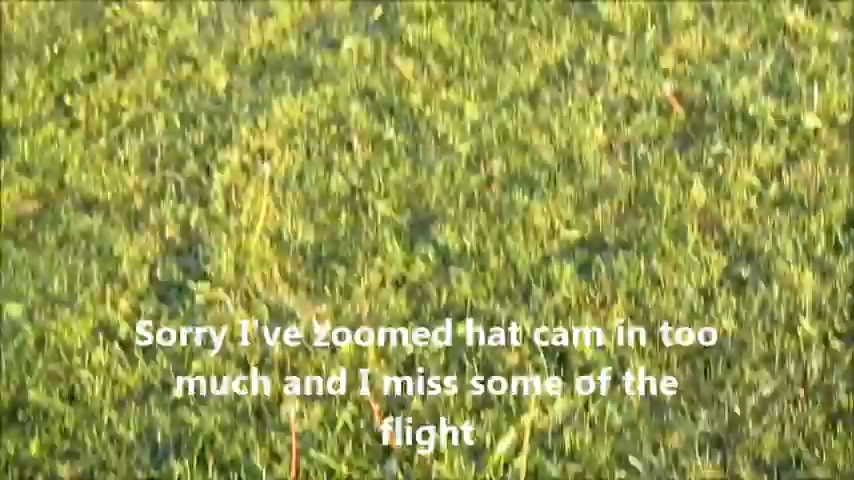 Sorry I've zoomed hat cam in too
much and I miss some of the
flight